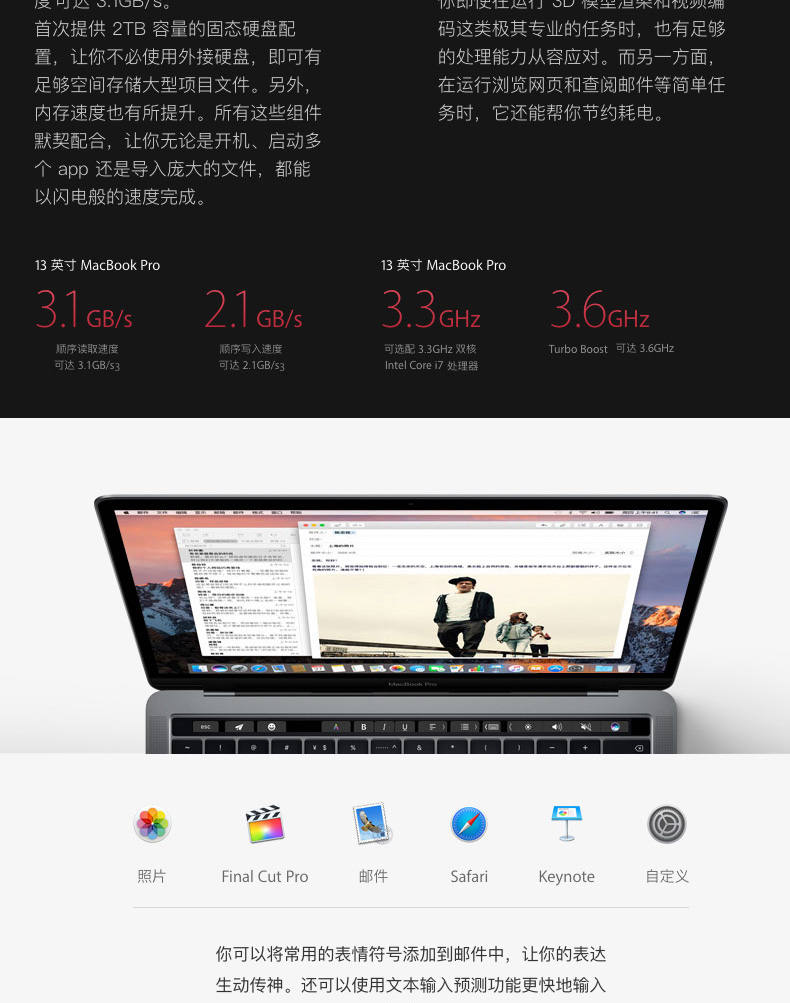 度可达 3.1GB/s。
首次提供 2TB 容量的固态硬盘配
置，让你不必使用外接硬盘，即可有
足够空间存储大型项目文件。另外，
内存速度也有所提升。所有这些组件
默契配合，让你无论是开机、启动多
个 app 还是导入庞大的文件，都能
以闪电般的速度完成。
你即使在运行 3D 模型渲染和视频编
码这类极其专业的任务时，也有足够
的处理能力从容应对。而另一方面，
在运行浏览网页和查阅邮件等简单任
务时，它还能帮你节约耗电。
13 英寸 MacBook Pro
3.1 GB/s
顺序读取速度
可达 3.1GB/s3
2.1 GB/s
顺序写入速度
可达 2.1GB/s3
13 英寸 MacBook Pro
3.3GHz
可选配 3.3GHz 双核
Intel Core i7 处理器
3.6GHz
Turbo Boost 可达 3.6GHz
MacBook Pro
esc
A B I U
~ ! @ # ¥ $ % ...... ^ & * ( ) − +
照片
Final Cut Pro
邮件
Safari
Keynote
自定义
你可以将常用的表情符号添加到邮件中，让你的表达
生动传神。还可以使用文本输入预测功能更快地输入